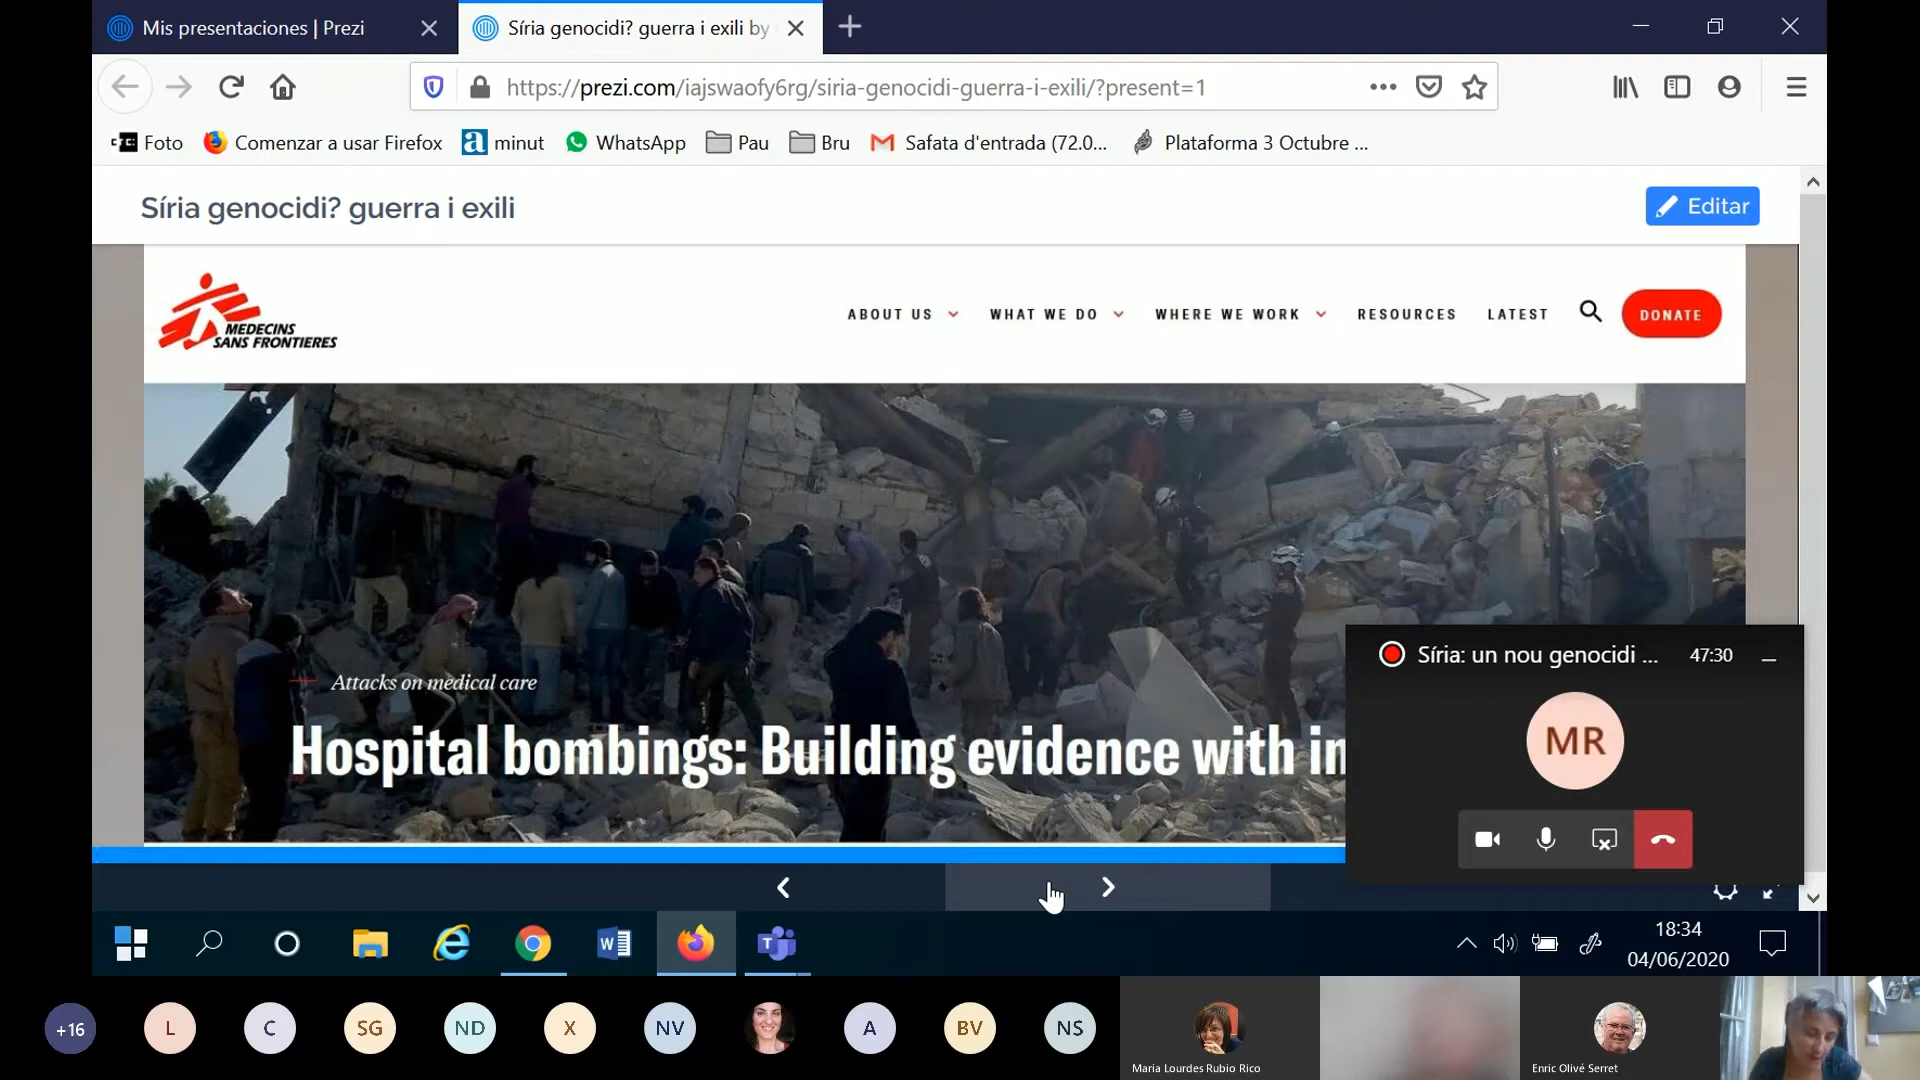 Mis presentaciones | Prezi
Síria genocidi? guerra i exili by
https://prezi.com/iajswaofy6rg/siria-genocidi-guerra-i-exili/?present=1
Foto
Comenzar a usar Firefox
a minut
WhatsApp
Pau
Bru
Safata d'entrada (72.0...
Plataforma 3 Octubre ...
Síria genocidi? guerra i exili
Editar
MEDECINS
SANS FRONTIERES
ABOUT US
WHAT WE DO
WHERE WE WORK
RESOURCES
LATEST
DONATE
Attacks on medical care
Hospital bombings: Building evidence with in
Síria: un nou genocidi ...
47:30
MR
18:34
04/06/2020
+16
L
C
SG
ND
X
NV
A
BV
NS
Maria Lourdes Rubio Rico
Enric Olivé Serret